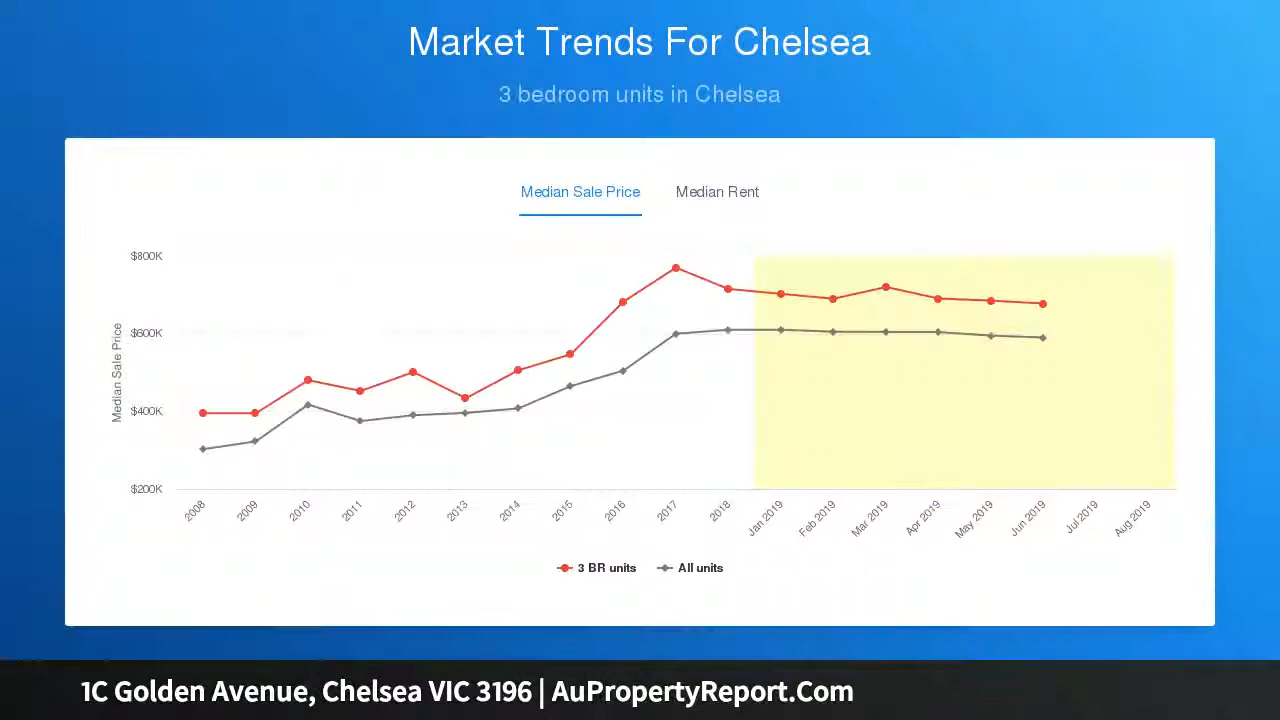 Market Trends For Chelsea
3 bedroom units in Chelsea
Median Sale Price Median Rent
$800K
$600K
$400K
$200K
Median Sale Price
2008 2009 2010 2011 2012 2013 2014 2015 2016 2017 2018 Jan 2019 Feb 2019 Mar 2019 Apr 2019 May 2019 Jun 2019 Jul 2019 Aug 2019
3 BR units All units
1C Golden Avenue, Chelsea VIC 3196 | AuPropertyReport.Com